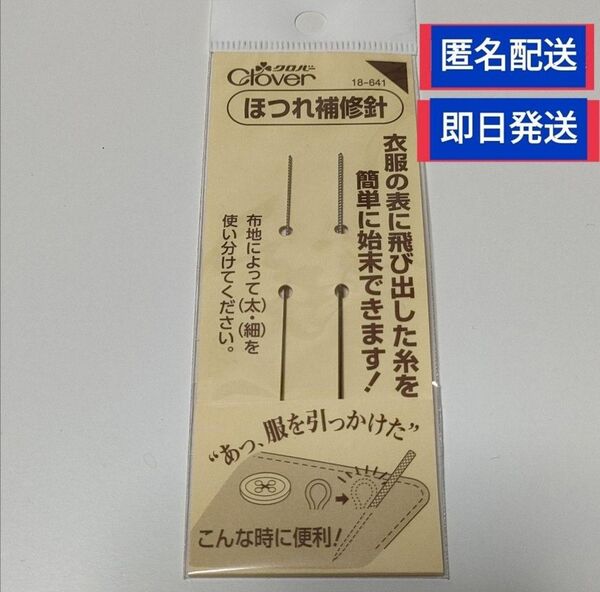 匿名配送
即日発送
クロバー
Clover
18-641
ほつれ補修針
衣服の表に飛び出した糸を
簡単に始末できます!
布地によって(太)・(細)を
使い分けてください。
“あっ、服を引っかけた”
こんな時に便利!